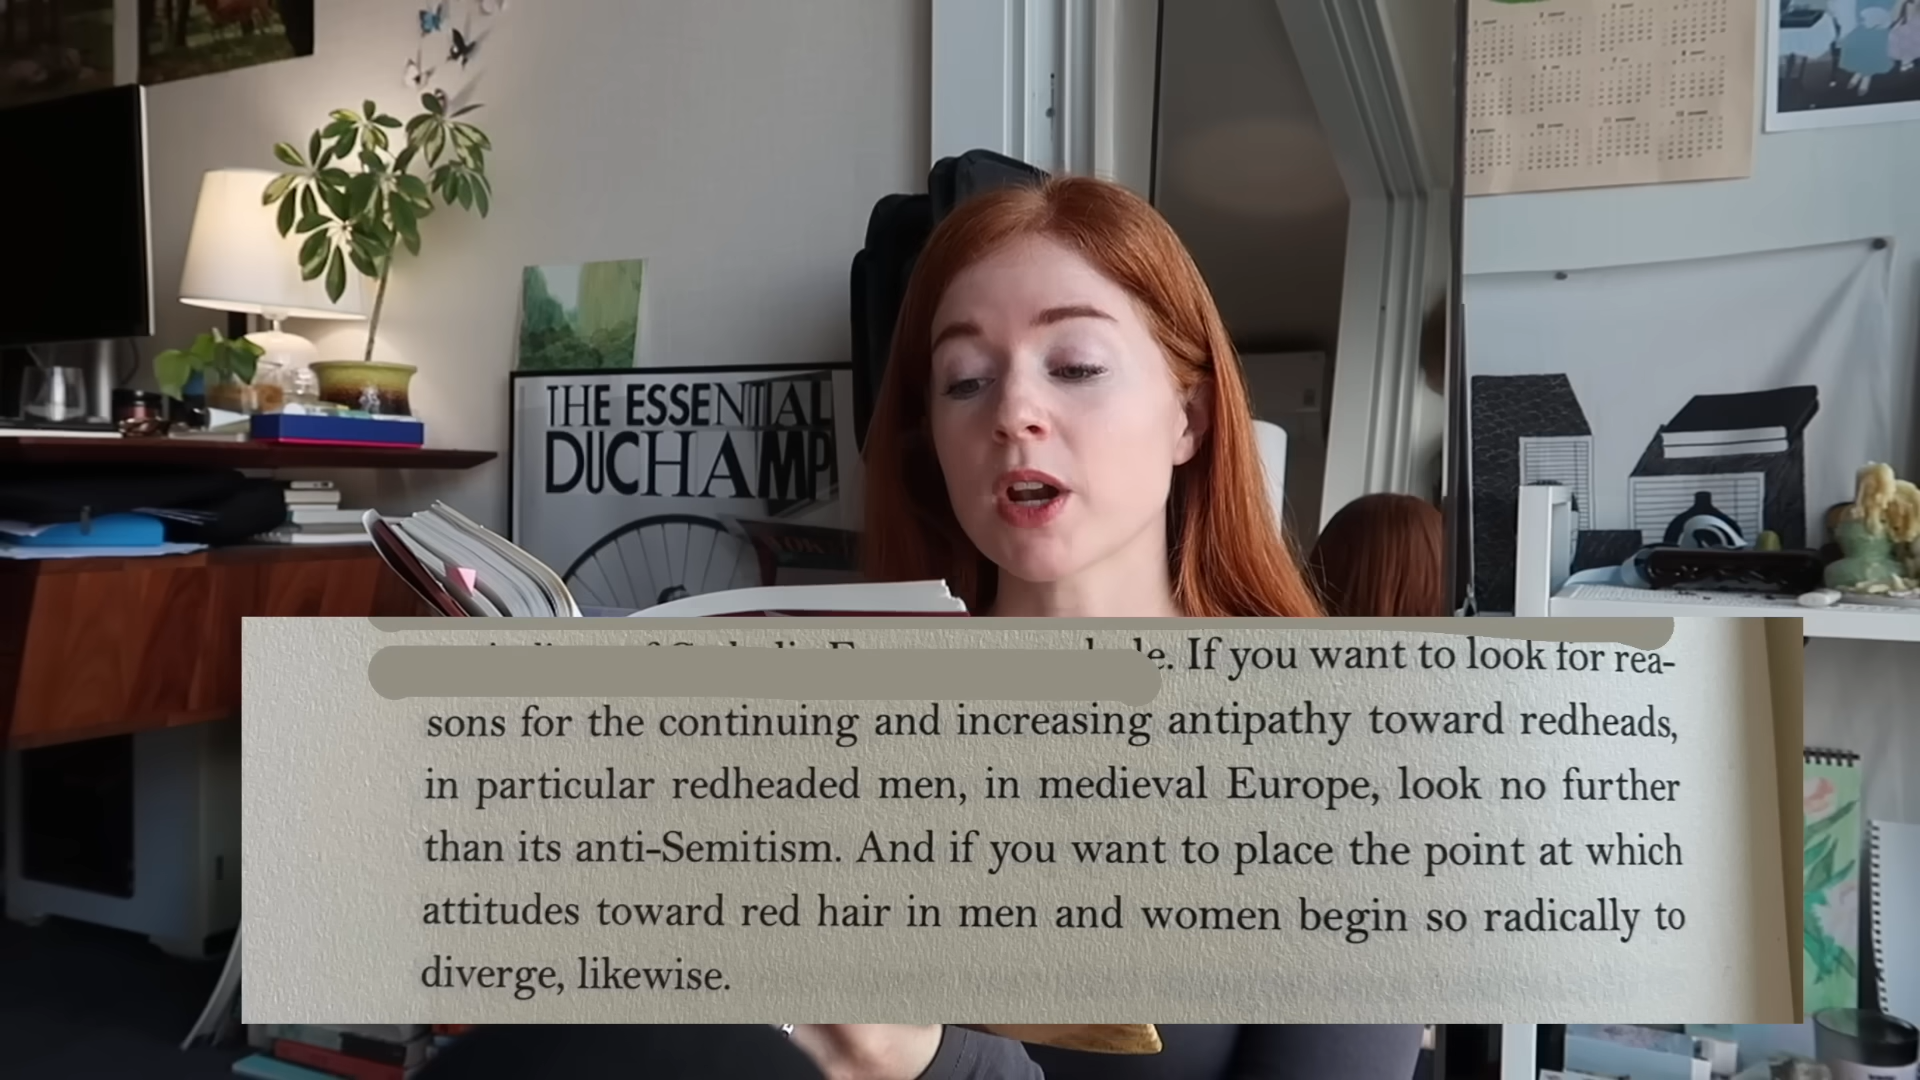 THE ESSENTIAL
DUCHAMP
If you want to look for rea-
sons for the continuing and increasing antipathy toward redheads,
in particular redheaded men, in medieval Europe, look no further
than its anti-Semitism. And if you want to place the point at which
attitudes toward red hair in men and women begin so radically to
diverge, likewise.